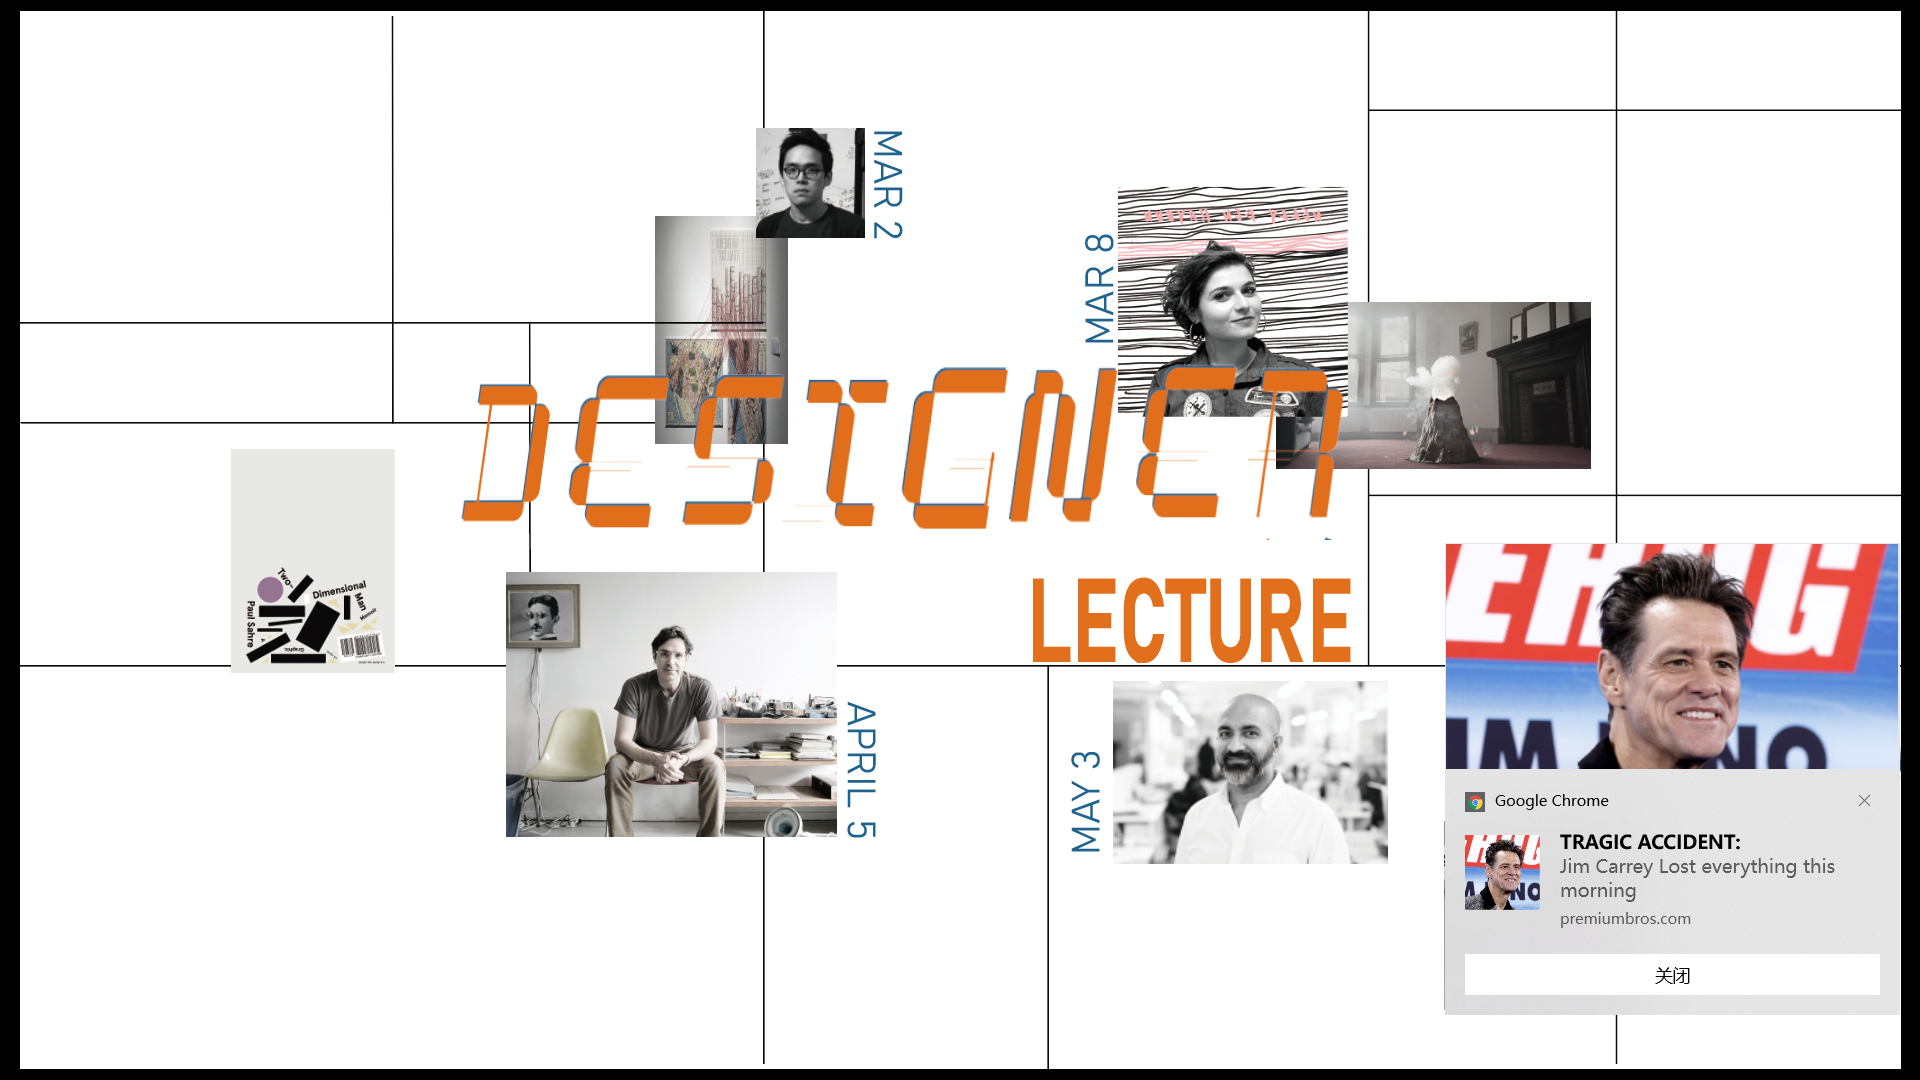 MAR 2
MAR 8
DESIGNER
LECTURE
Two-
Dimensional
Man
Paul Sahre
A
Graphic
Memoir
APRIL 5
MAY 3
Google Chrome
TRAGIC ACCIDENT:
Jim Carrey Lost everything this
morning
premiumbros.com
关闭